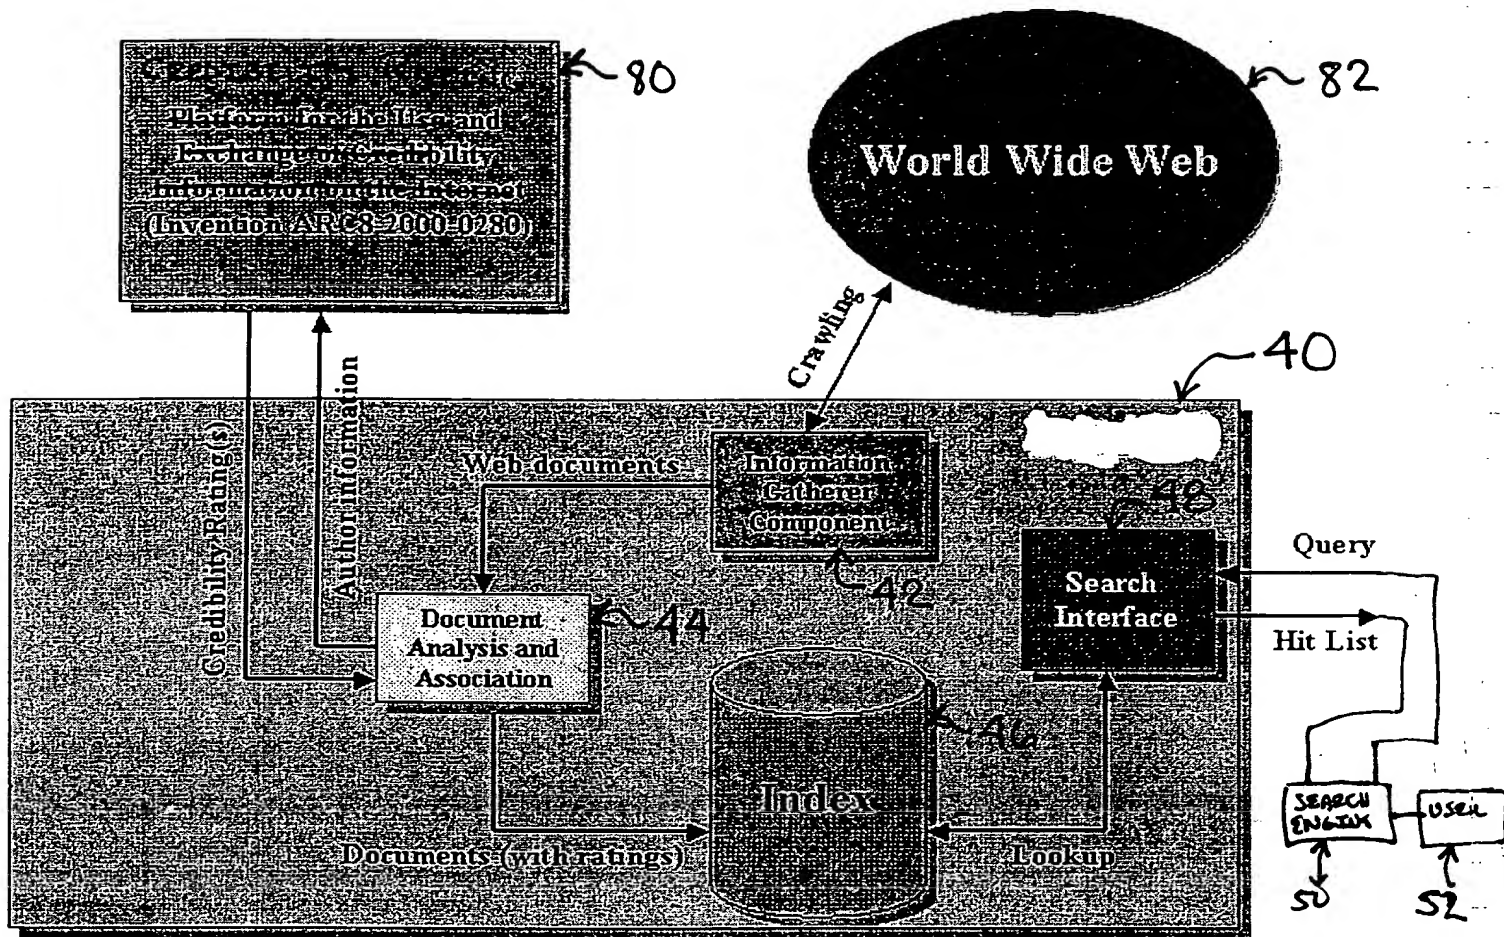 Platform for the Use and
Exchange of Credibility
Information on the Internet
(Invention ARC8-2000-0280)
80
World Wide Web
82
Crawling
40
Credibility Rating(s)
Author information
Web documents
Information
Gatherer
Component
42
48
Search
Interface
Query
Hit List
Document
Analysis and
Association
44
46
Index
Documents (with ratings)
Lookup
SEARCH
ENGINE
USER
50
52